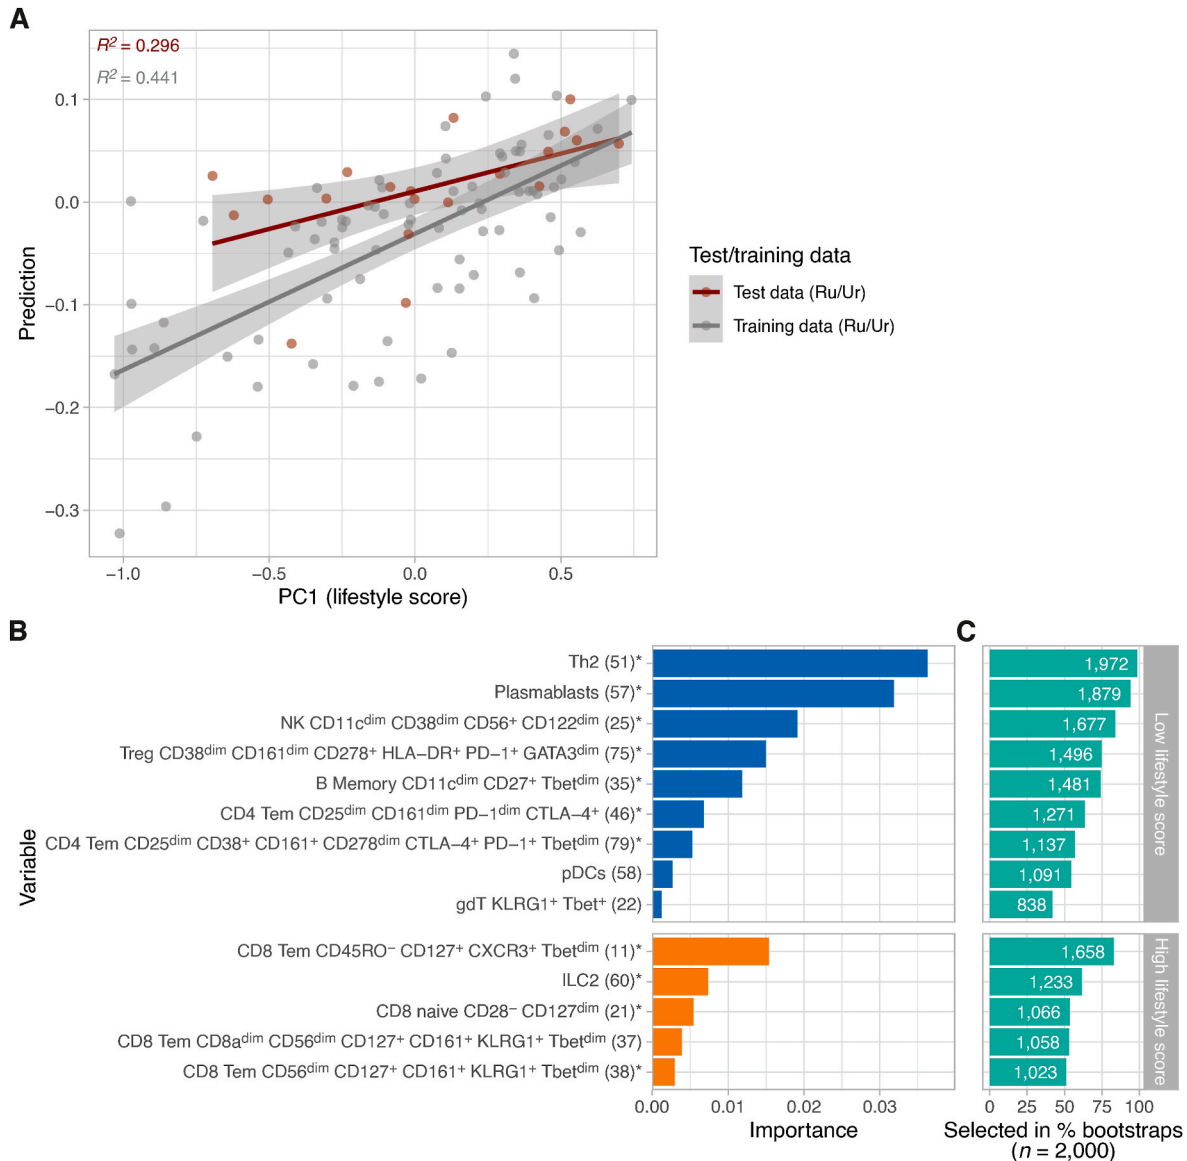 A
R² = 0.296
R² = 0.441
0.1
0.0
−0.1
−0.2
−0.3
Prediction
−1.0 −0.5 0.0 0.5
PC1 (lifestyle score)
Test/training data
Test data (Ru/Ur)
Training data (Ru/Ur)
B
C
Variable
Th2 (51)* 1,972
Plasmablasts (57)* 1,879
NK CD11cᵈⁱᵐ CD38ᵈⁱᵐ CD56⁺ CD122ᵈⁱᵐ (25)* 1,677
Treg CD38ᵈⁱᵐ CD161ᵈⁱᵐ CD278⁺ HLA−DR⁺ PD−1⁺ GATA3ᵈⁱᵐ (75)* 1,496
B Memory CD11cᵈⁱᵐ CD27⁺ Tbetᵈⁱᵐ (35)* 1,481
CD4 Tem CD25ᵈⁱᵐ CD161ᵈⁱᵐ PD−1ᵈⁱᵐ CTLA−4⁺ (46)* 1,271
CD4 Tem CD25ᵈⁱᵐ CD38⁺ CD161⁺ CD278ᵈⁱᵐ CTLA−4⁺ PD−1⁺ Tbetᵈⁱᵐ (79)* 1,137
pDCs (58) 1,091
gdT KLRG1⁺ Tbet⁺ (22) 838
Low lifestyle score
CD8 Tem CD45RO⁻ CD127⁺ CXCR3⁺ Tbetᵈⁱᵐ (11)* 1,658
ILC2 (60)* 1,233
CD8 naive CD28⁻ CD127ᵈⁱᵐ (21)* 1,066
CD8 Tem CD8aᵈⁱᵐ CD56ᵈⁱᵐ CD127⁺ CD161⁺ KLRG1⁺ Tbetᵈⁱᵐ (37) 1,058
CD8 Tem CD56ᵈⁱᵐ CD127⁺ CD161⁺ KLRG1⁺ Tbetᵈⁱᵐ (38)* 1,023
High lifestyle score
0.00 0.01 0.02 0.03
Importance
0 25 50 75 100
Selected in % bootstraps
(n = 2,000)